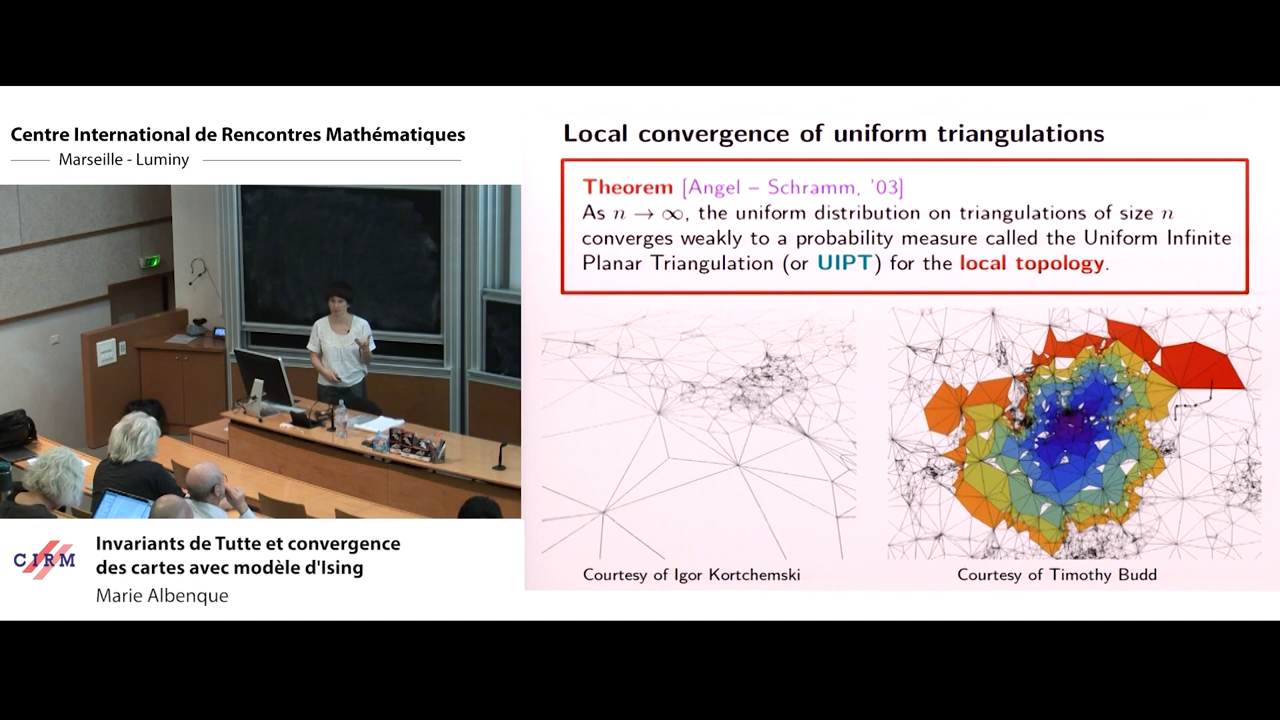 Centre International de Rencontres Mathématiques
Marseille - Luminy
CIRM
Invariants de Tutte et convergence
des cartes avec modèle d'Ising
Marie Albenque
Local convergence of uniform triangulations
Theorem [Angel – Schramm, '03]
As n → ∞, the uniform distribution on triangulations of size n
converges weakly to a probability measure called the Uniform Infinite
Planar Triangulation (or UIPT) for the local topology.
Courtesy of Igor Kortchemski
Courtesy of Timothy Budd